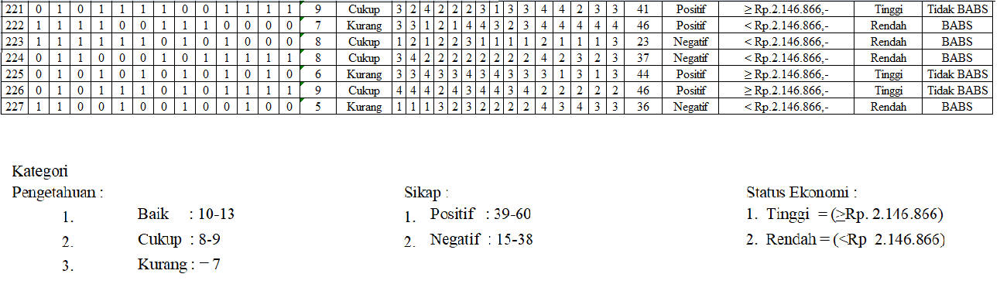 221 0 1 0 1 1 1 1 0 0 1 1 1 1 9 Cukup 3 2 4 2 2 2 3 1 3 3 4 4 2 3 3 41 Positif ≥ Rp.2.146.866,- Tinggi Tidak BABS
222 1 1 1 1 0 0 1 1 1 0 0 0 0 7 Kurang 3 3 1 2 1 4 4 3 2 3 4 4 4 4 4 46 Positif < Rp.2.146.866,- Rendah BABS
223 1 1 1 1 1 1 0 1 0 1 0 0 0 8 Cukup 1 2 1 2 2 3 1 1 1 1 2 1 1 1 3 23 Negatif < Rp.2.146.866,- Rendah BABS
224 0 1 1 0 0 0 1 0 1 1 1 1 1 8 Cukup 3 4 2 2 2 2 2 2 2 2 4 2 3 2 3 37 Negatif < Rp.2.146.866,- Rendah BABS
225 0 1 0 1 0 1 0 1 0 1 0 1 0 6 Kurang 3 3 4 3 3 4 3 4 3 3 3 1 3 1 3 44 Positif ≥ Rp.2.146.866,- Tinggi Tidak BABS
226 0 1 0 1 1 1 0 1 0 1 1 1 1 9 Cukup 4 4 4 2 4 3 4 4 3 4 2 2 2 2 2 46 Positif ≥ Rp.2.146.866,- Tinggi Tidak BABS
227 1 1 0 0 1 0 0 1 0 0 1 0 0 5 Kurang 1 1 1 3 2 3 2 2 2 2 4 3 4 3 3 36 Negatif < Rp.2.146.866,- Rendah BABS
Kategori
Pengetahuan :
1. Baik : 10-13
2. Cukup : 8-9
3. Kurang : − 7
Sikap :
1. Positif : 39-60
2. Negatif : 15-38
Status Ekonomi :
1. Tinggi = (≥Rp. 2.146.866)
2. Rendah = (<Rp 2.146.866)